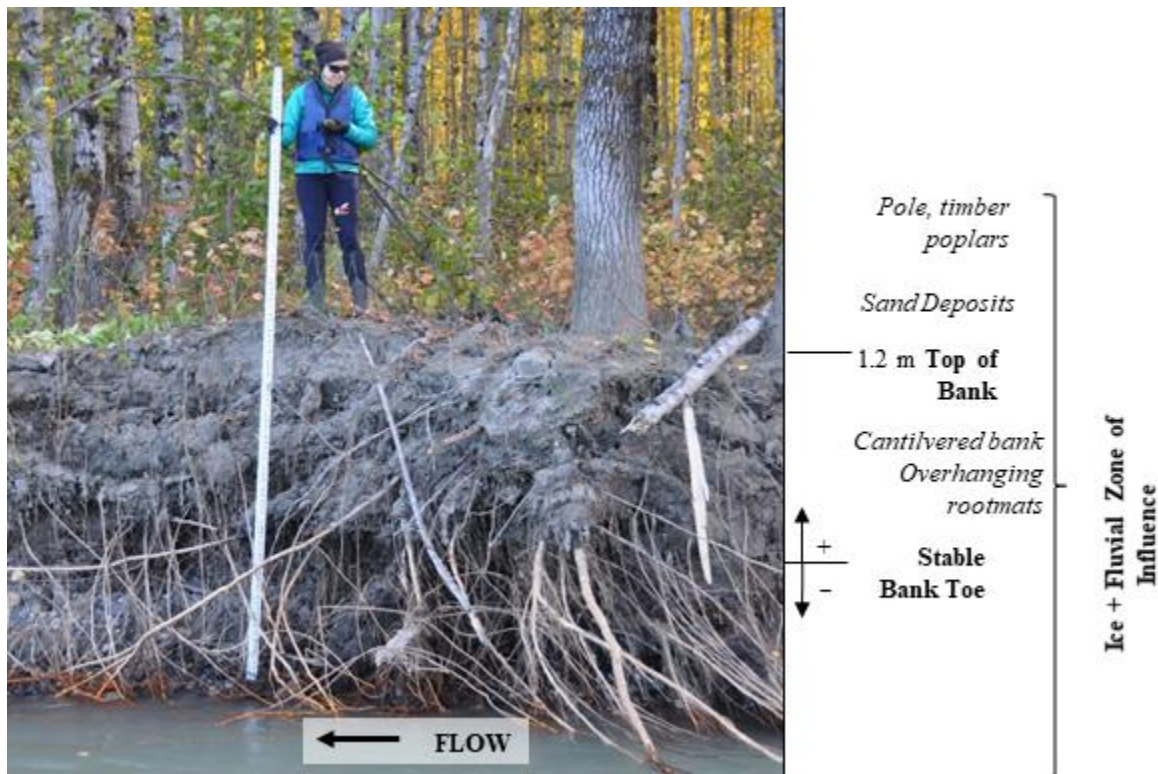 Pole, timber
poplars
Sand Deposits
1.2 m Top of
Bank
Cantilvered bank
Overhanging
rootmats
+
Stable
−
Bank Toe
Ice + Fluvial Zone of
Influence
FLOW